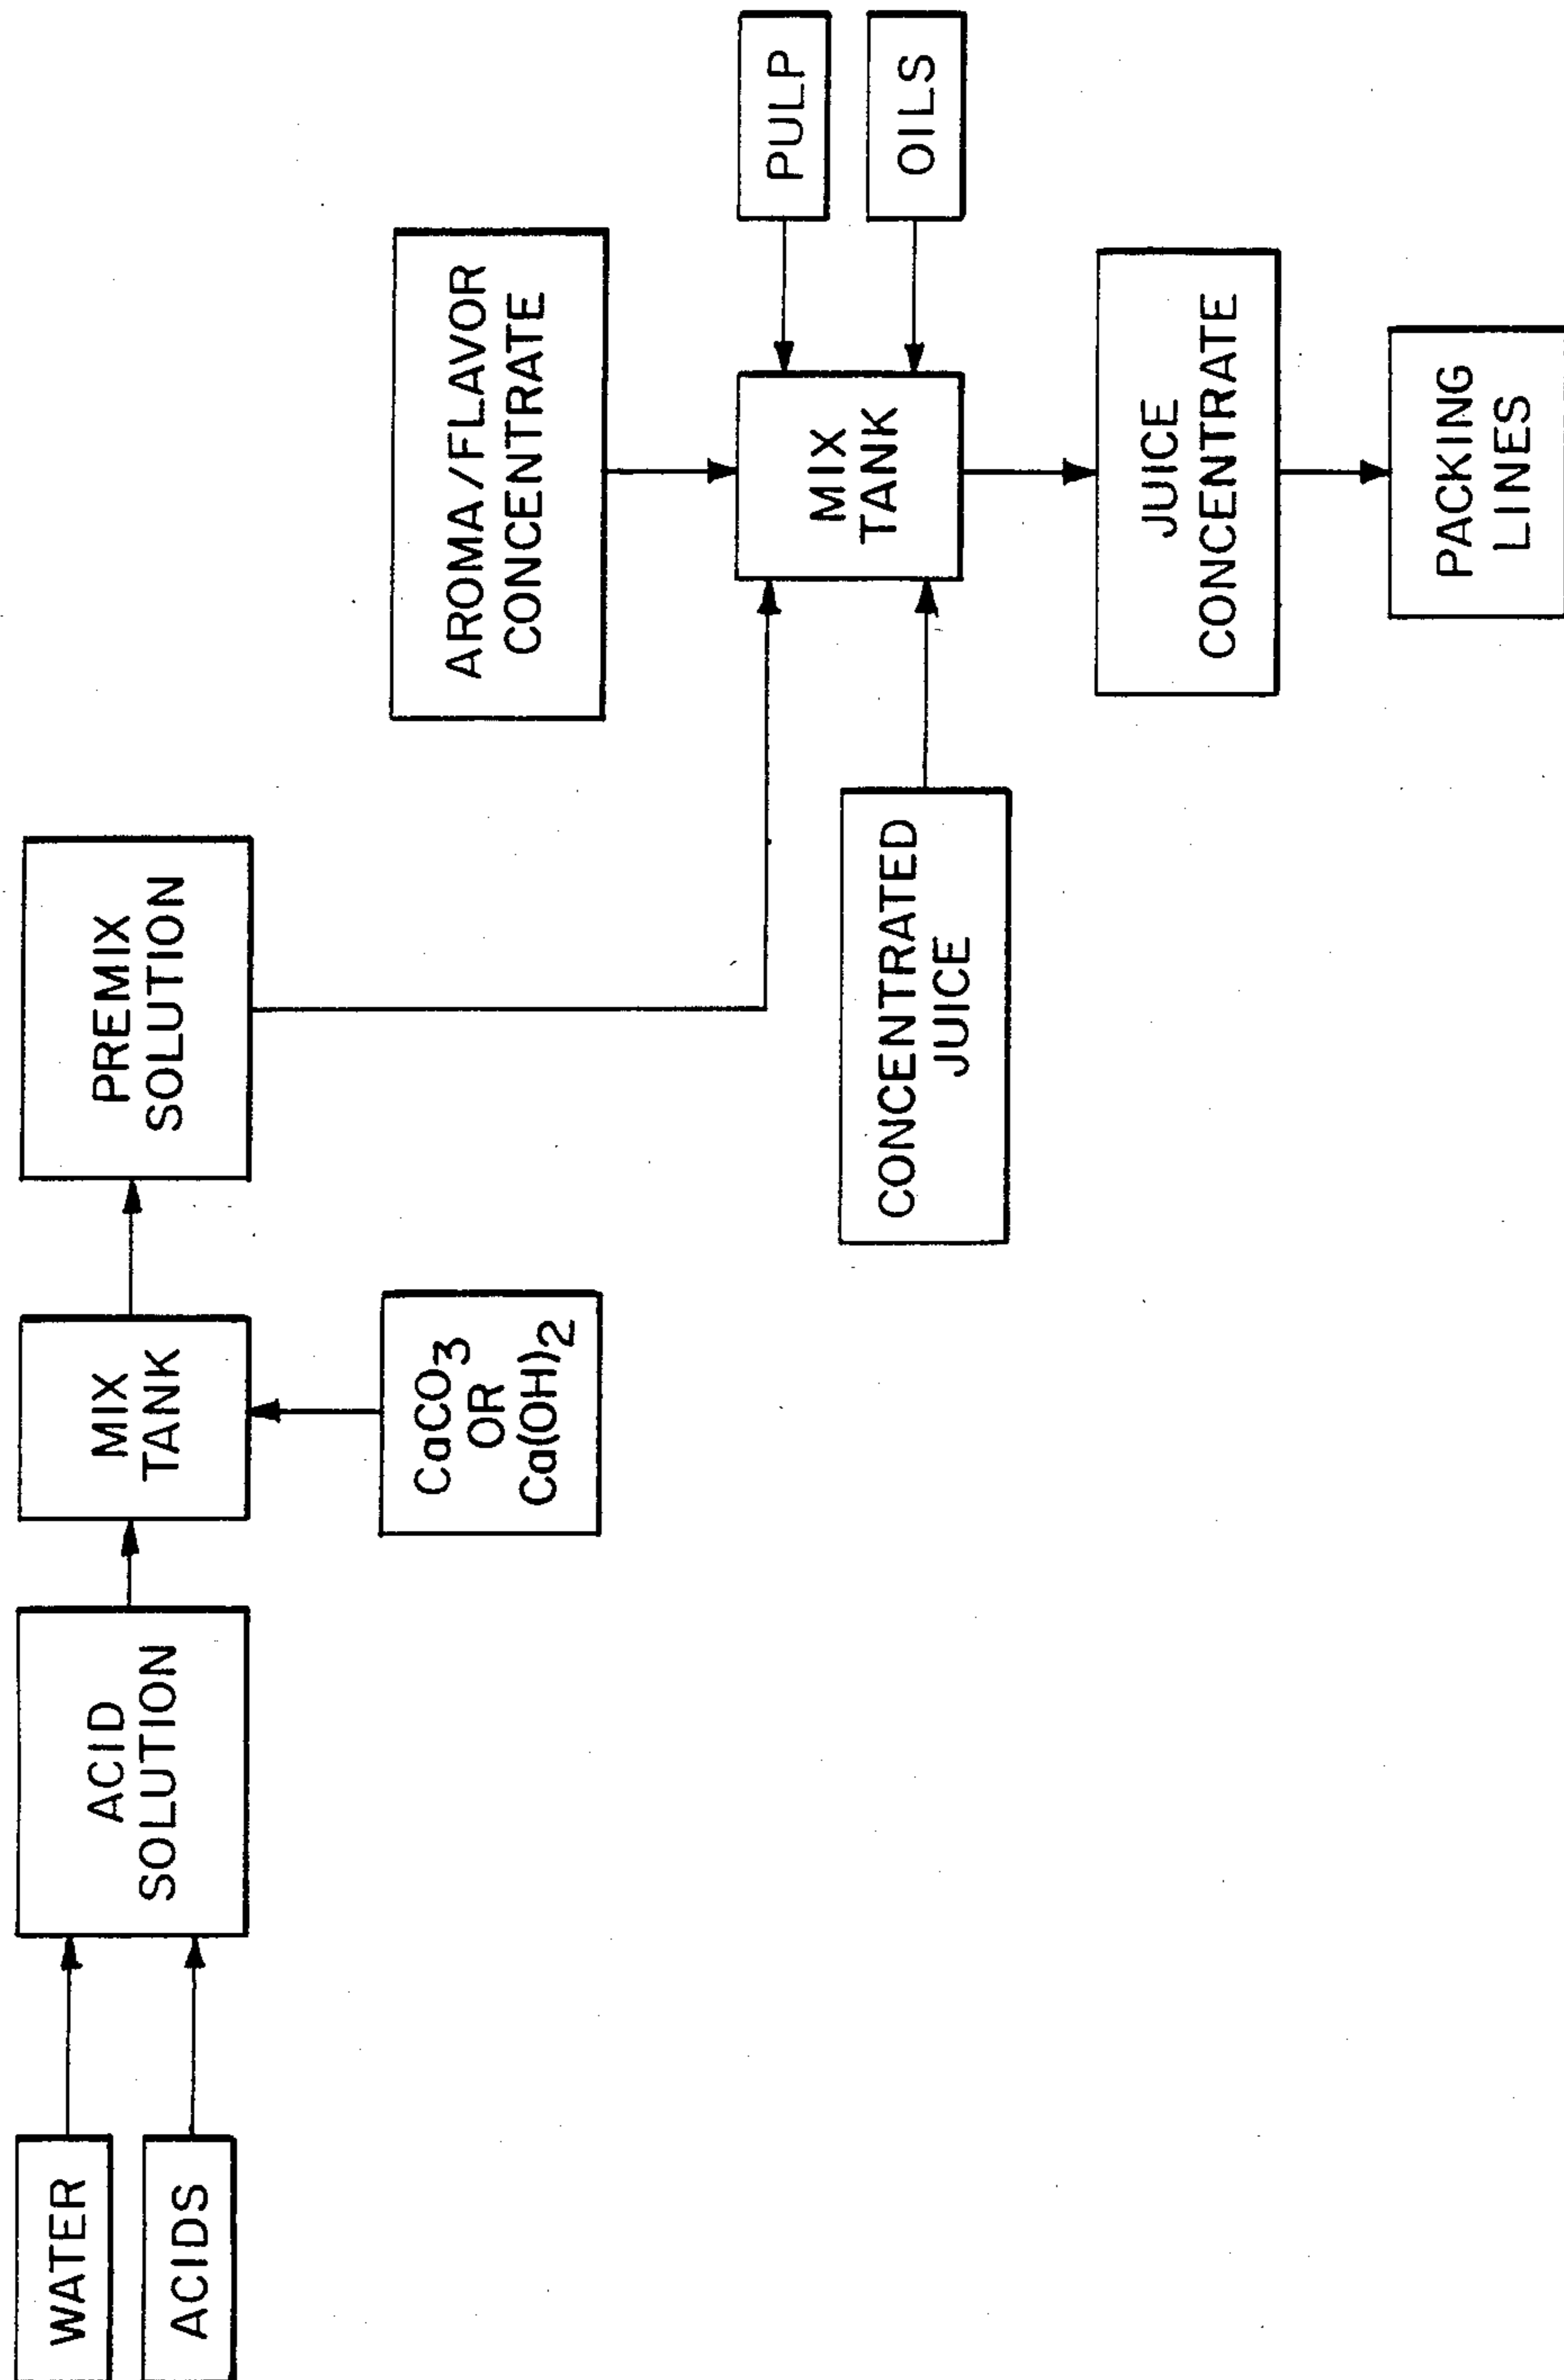 WATER
ACIDS
ACID
SOLUTION
MIX
TANK
CaCO3
OR
Ca(OH)2
PREMIX
SOLUTION
CONCENTRATED
JUICE
AROMA/FLAVOR
CONCENTRATE
MIX
TANK
PULP
OILS
JUICE
CONCENTRATE
PACKING
LINES